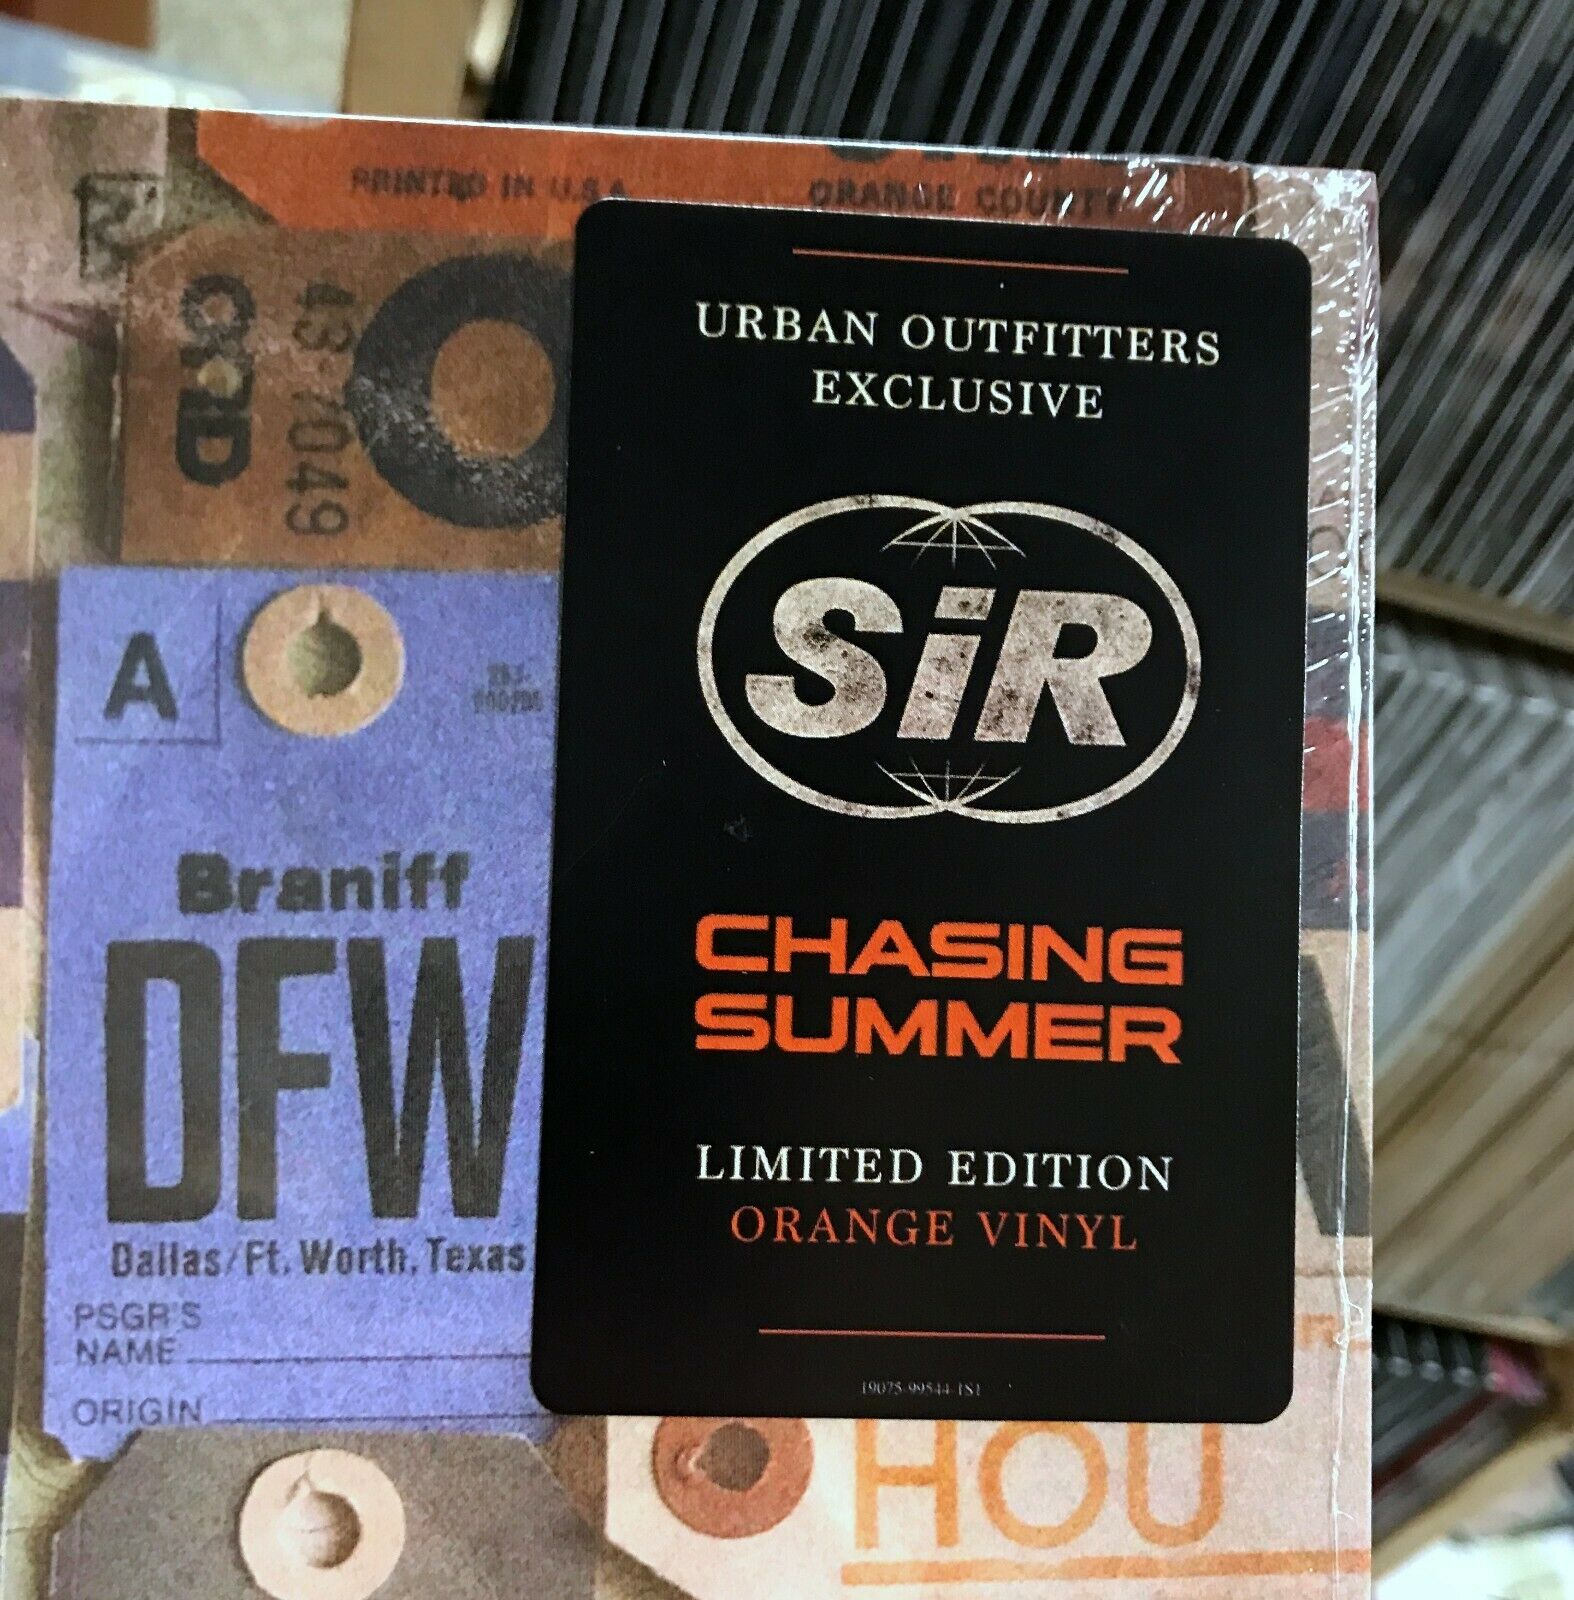 PRINTED IN U.S.A.
ORANGE COUNTY
ORD
43-7049
O
A
Braniff
DFW
Dallas/Ft. Worth, Texas
PSGR'S
NAME
ORIGIN
URBAN OUTFITTERS
EXCLUSIVE
SiR
CHASING
SUMMER
LIMITED EDITION
ORANGE VINYL
19075-99544-1S1
HOU